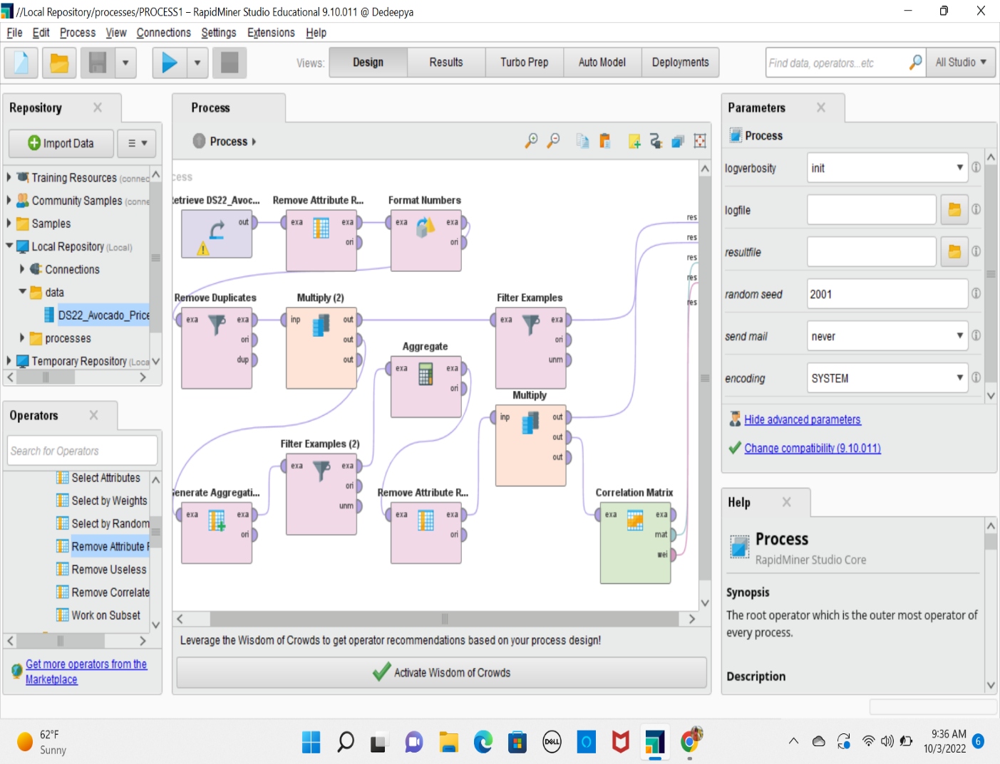 //Local Repository/processes/PROCESS1 – RapidMiner Studio Educational 9.10.011 @ Dedeepya
File Edit Process View Connections Settings Extensions Help
Views: Design Results Turbo Prep Auto Model Deployments
Find data, operators...etc All Studio
Repository
Import Data
Training Resources (connec
Community Samples (conne
Samples
Local Repository (Local)
Connections
data
DS22_Avocado_Price
processes
Temporary Repository (Loca
Operators
Search for Operators
Select Attributes
Select by Weights
Select by Random
Remove Attribute R
Remove Useless
Remove Correlate
Work on Subset
Get more operators from the
Marketplace
Process
Process
cess
etrieve DS22_Avoc... Remove Attribute R... Format Numbers
out exa exa exa exa
ori ori
res
res
res
res
res
Remove Duplicates Multiply (2) Filter Examples
exa exa inp out exa exa
ori out ori
dup out unm
Aggregate
exa exa
ori
Multiply
inp out
out
out
Filter Examples (2)
exa exa
ori
unm
enerate Aggregati... Remove Attribute R... Correlation Matrix
exa exa exa exa exa exa
ori ori mat
wei
Leverage the Wisdom of Crowds to get operator recommendations based on your process design!
Activate Wisdom of Crowds
Parameters
Process
logverbosity init
logfile
resultfile
random seed 2001
send mail never
encoding SYSTEM
Hide advanced parameters
Change compatibility (9.10.011)
Help
Process
RapidMiner Studio Core
Synopsis
The root operator which is the outer most operator of
every process.
Description
62°F
Sunny
DELL
9:36 AM
10/3/2022
6